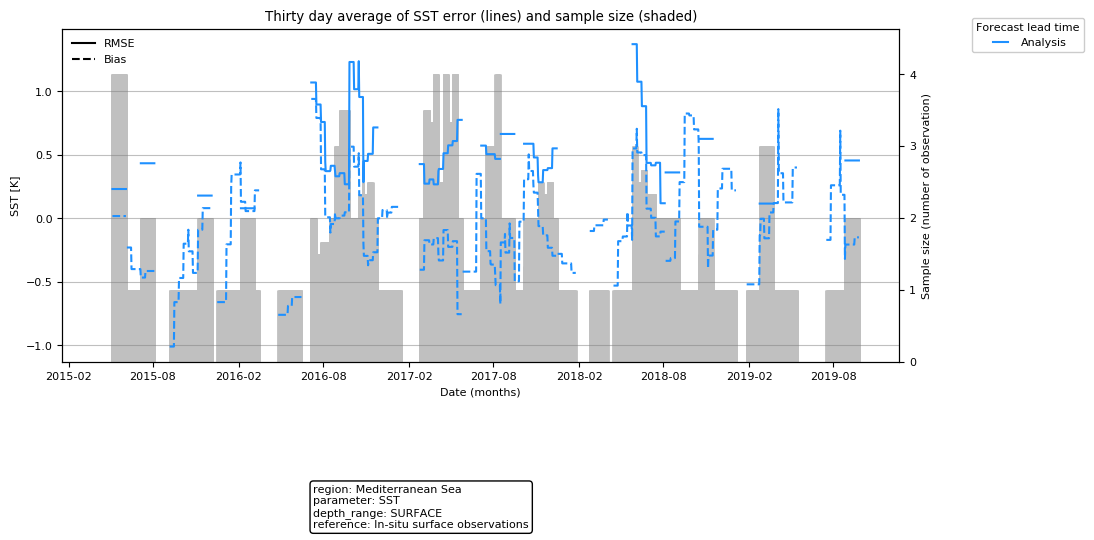 Thirty day average of SST error (lines) and sample size (shaded)
Forecast lead time
Analysis
RMSE
Bias
SST [K]
1.0
0.5
0.0
−0.5
−1.0
4
3
2
1
0
Sample size (number of observation)
2015-02
2015-08
2016-02
2016-08
2017-02
2017-08
2018-02
2018-08
2019-02
2019-08
Date (months)
region: Mediterranean Sea
parameter: SST
depth_range: SURFACE
reference: In-situ surface observations